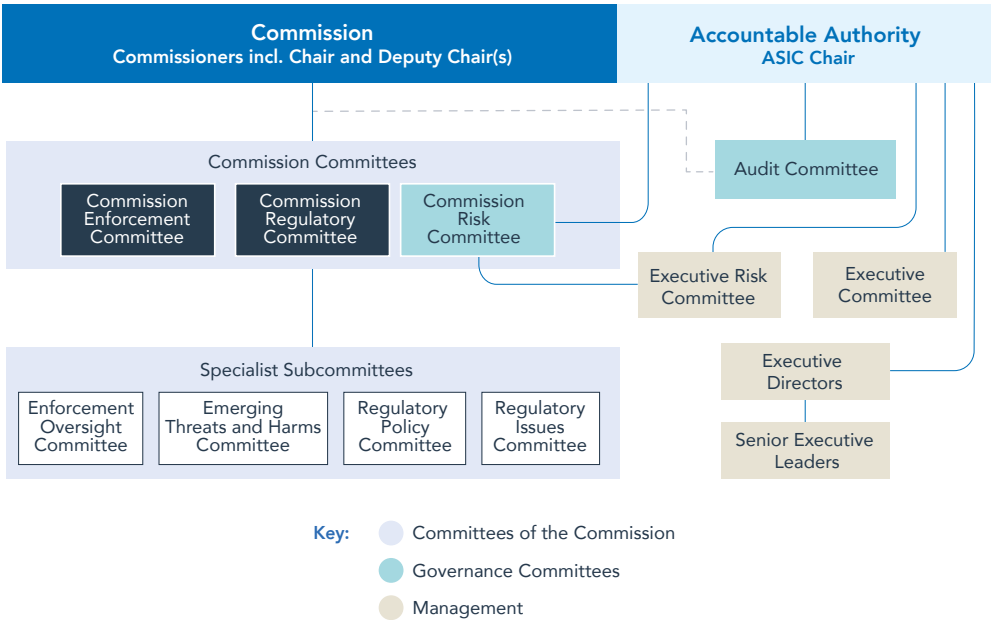 Commission
Commissioners incl. Chair and Deputy Chair(s)
Accountable Authority
ASIC Chair
Commission Committees
Commission
Enforcement
Committee
Commission
Regulatory
Committee
Commission
Risk
Committee
Audit Committee
Executive Risk
Committee
Executive
Committee
Specialist Subcommittees
Enforcement
Oversight
Committee
Emerging
Threats and Harms
Committee
Regulatory
Policy
Committee
Regulatory
Issues
Committee
Executive
Directors
Senior Executive
Leaders
Key:
Committees of the Commission
Governance Committees
Management